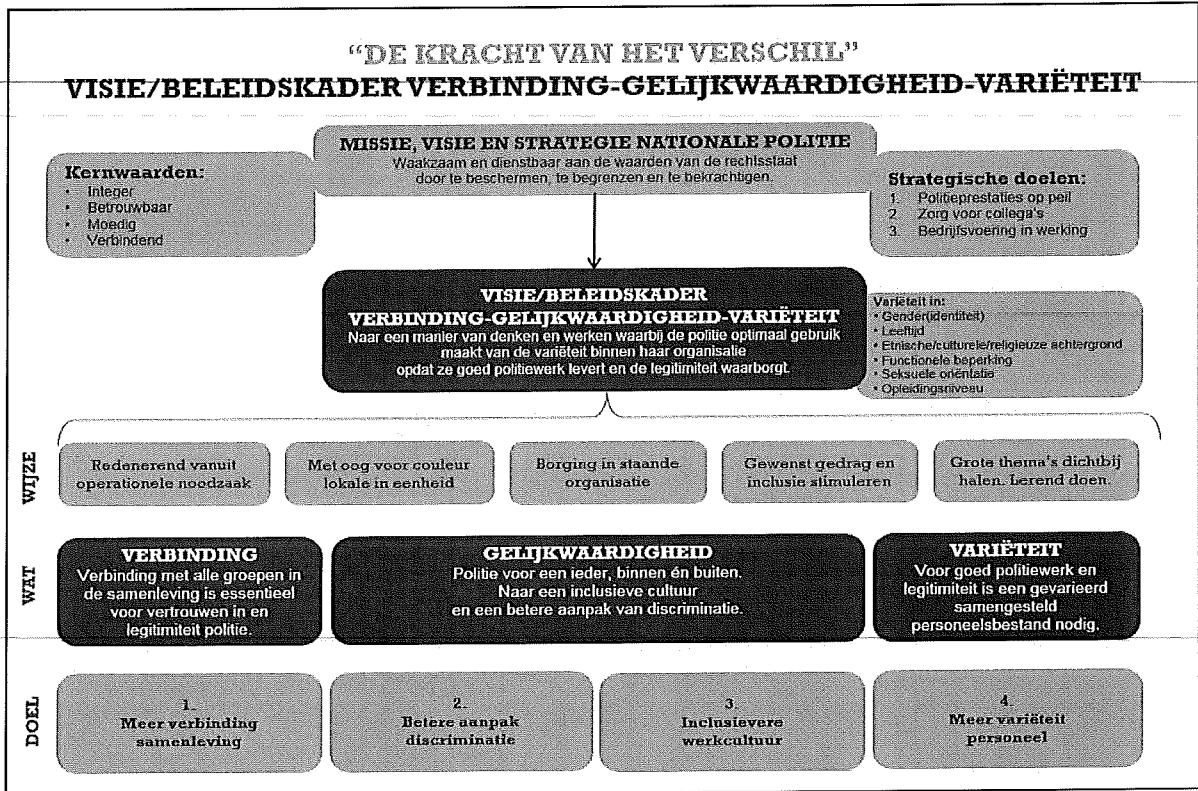 “DE KRACHT VAN HET VERSCHIL”
VISIE/BELEIDSKADER VERBINDING-GELIJKWAARDIGHEID-VARIËTEIT
MISSIE, VISIE EN STRATEGIE NATIONALE POLITIE
Waakzaam en dienstbaar aan de waarden van de rechtsstaat
door te beschermen, te begrenzen en te bekrachtigen.
Kernwaarden:
• Integer
• Betrouwbaar
• Moedig
• Verbindend
Strategische doelen:
1. Politieprestaties op peil
2. Zorg voor collega's
3. Bedrijfsvoering in werking
VISIE/BELEIDSKADER
VERBINDING-GELIJKWAARDIGHEID-VARIËTEIT
Naar een manier van denken en werken waarbij de politie optimaal gebruik
maakt van de variëteit binnen haar organisatie
opdat ze goed politiewerk levert en de legitimiteit waarborgt.
Variëteit in:
• Gender(identiteit)
• Leeftijd
• Etnische/culturele/religieuze achtergrond
• Functionele beperking
• Seksuele oriëntatie
• Opleidingsniveau
WIJZE
Redenerend vanuit
operationele noodzaak
Met oog voor couleur
lokale in eenheid
Borging in staande
organisatie
Gewenst gedrag en
inclusie stimuleren
Grote thema's dichtbij
halen. Lerend doen.
WAT
VERBINDING
Verbinding met alle groepen in
de samenleving is essentieel
voor vertrouwen in en
legitimiteit politie.
GELIJKWAARDIGHEID
Politie voor een ieder, binnen én buiten.
Naar een inclusieve cultuur
en een betere aanpak van discriminatie.
VARIËTEIT
Voor goed politiewerk en
legitimiteit is een gevarieerd
samengesteld
personeelsbestand nodig.
DOEL
1.
Meer verbinding
samenleving
2.
Betere aanpak
discriminatie
3.
Inclusievere
werkcultuur
4.
Meer variëteit
personeel